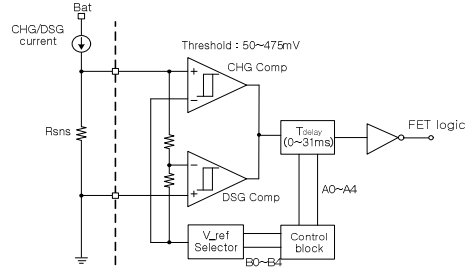 Bat
CHG/DSG
current
Threshold : 50~475mV
CHG Comp
+
−
Rsns
Tdelay
(0~31ms)
FET logic
−
+
DSG Comp
A0~A4
V_ref
Selector
Control
block
B0~B4